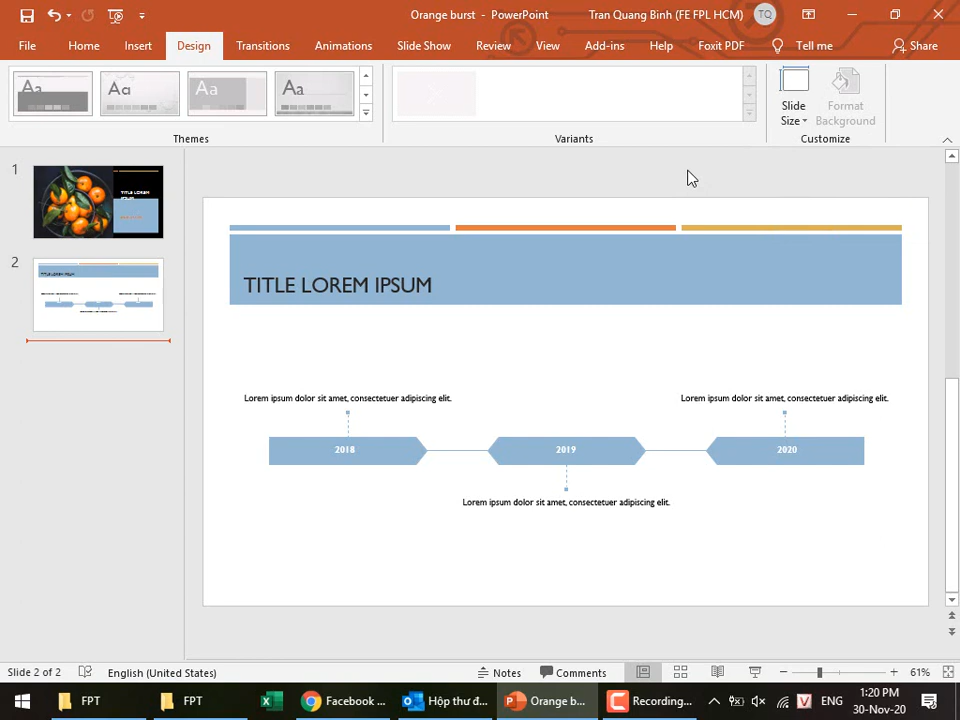 Orange burst - PowerPoint
Tran Quang Binh (FE FPL HCM)
TQ
File
Home
Insert
Design
Transitions
Animations
Slide Show
Review
View
Add-ins
Help
Foxit PDF
Tell me
Share
Aa
Aa
Aa
Aa
Slide
Size
Format
Background
Themes
Variants
Customize
1
TITLE LOREM
IPSUM
2
TITLE LOREM IPSUM
TITLE LOREM IPSUM
Lorem ipsum dolor sit amet, consectetuer adipiscing elit.
Lorem ipsum dolor sit amet, consectetuer adipiscing elit.
2018
2019
2020
Lorem ipsum dolor sit amet, consectetuer adipiscing elit.
Slide 2 of 2
English (United States)
Notes
Comments
61%
FPT
FPT
Facebook ...
Hộp thư đ...
Orange b...
Recording...
V
ENG
1:20 PM
30-Nov-20